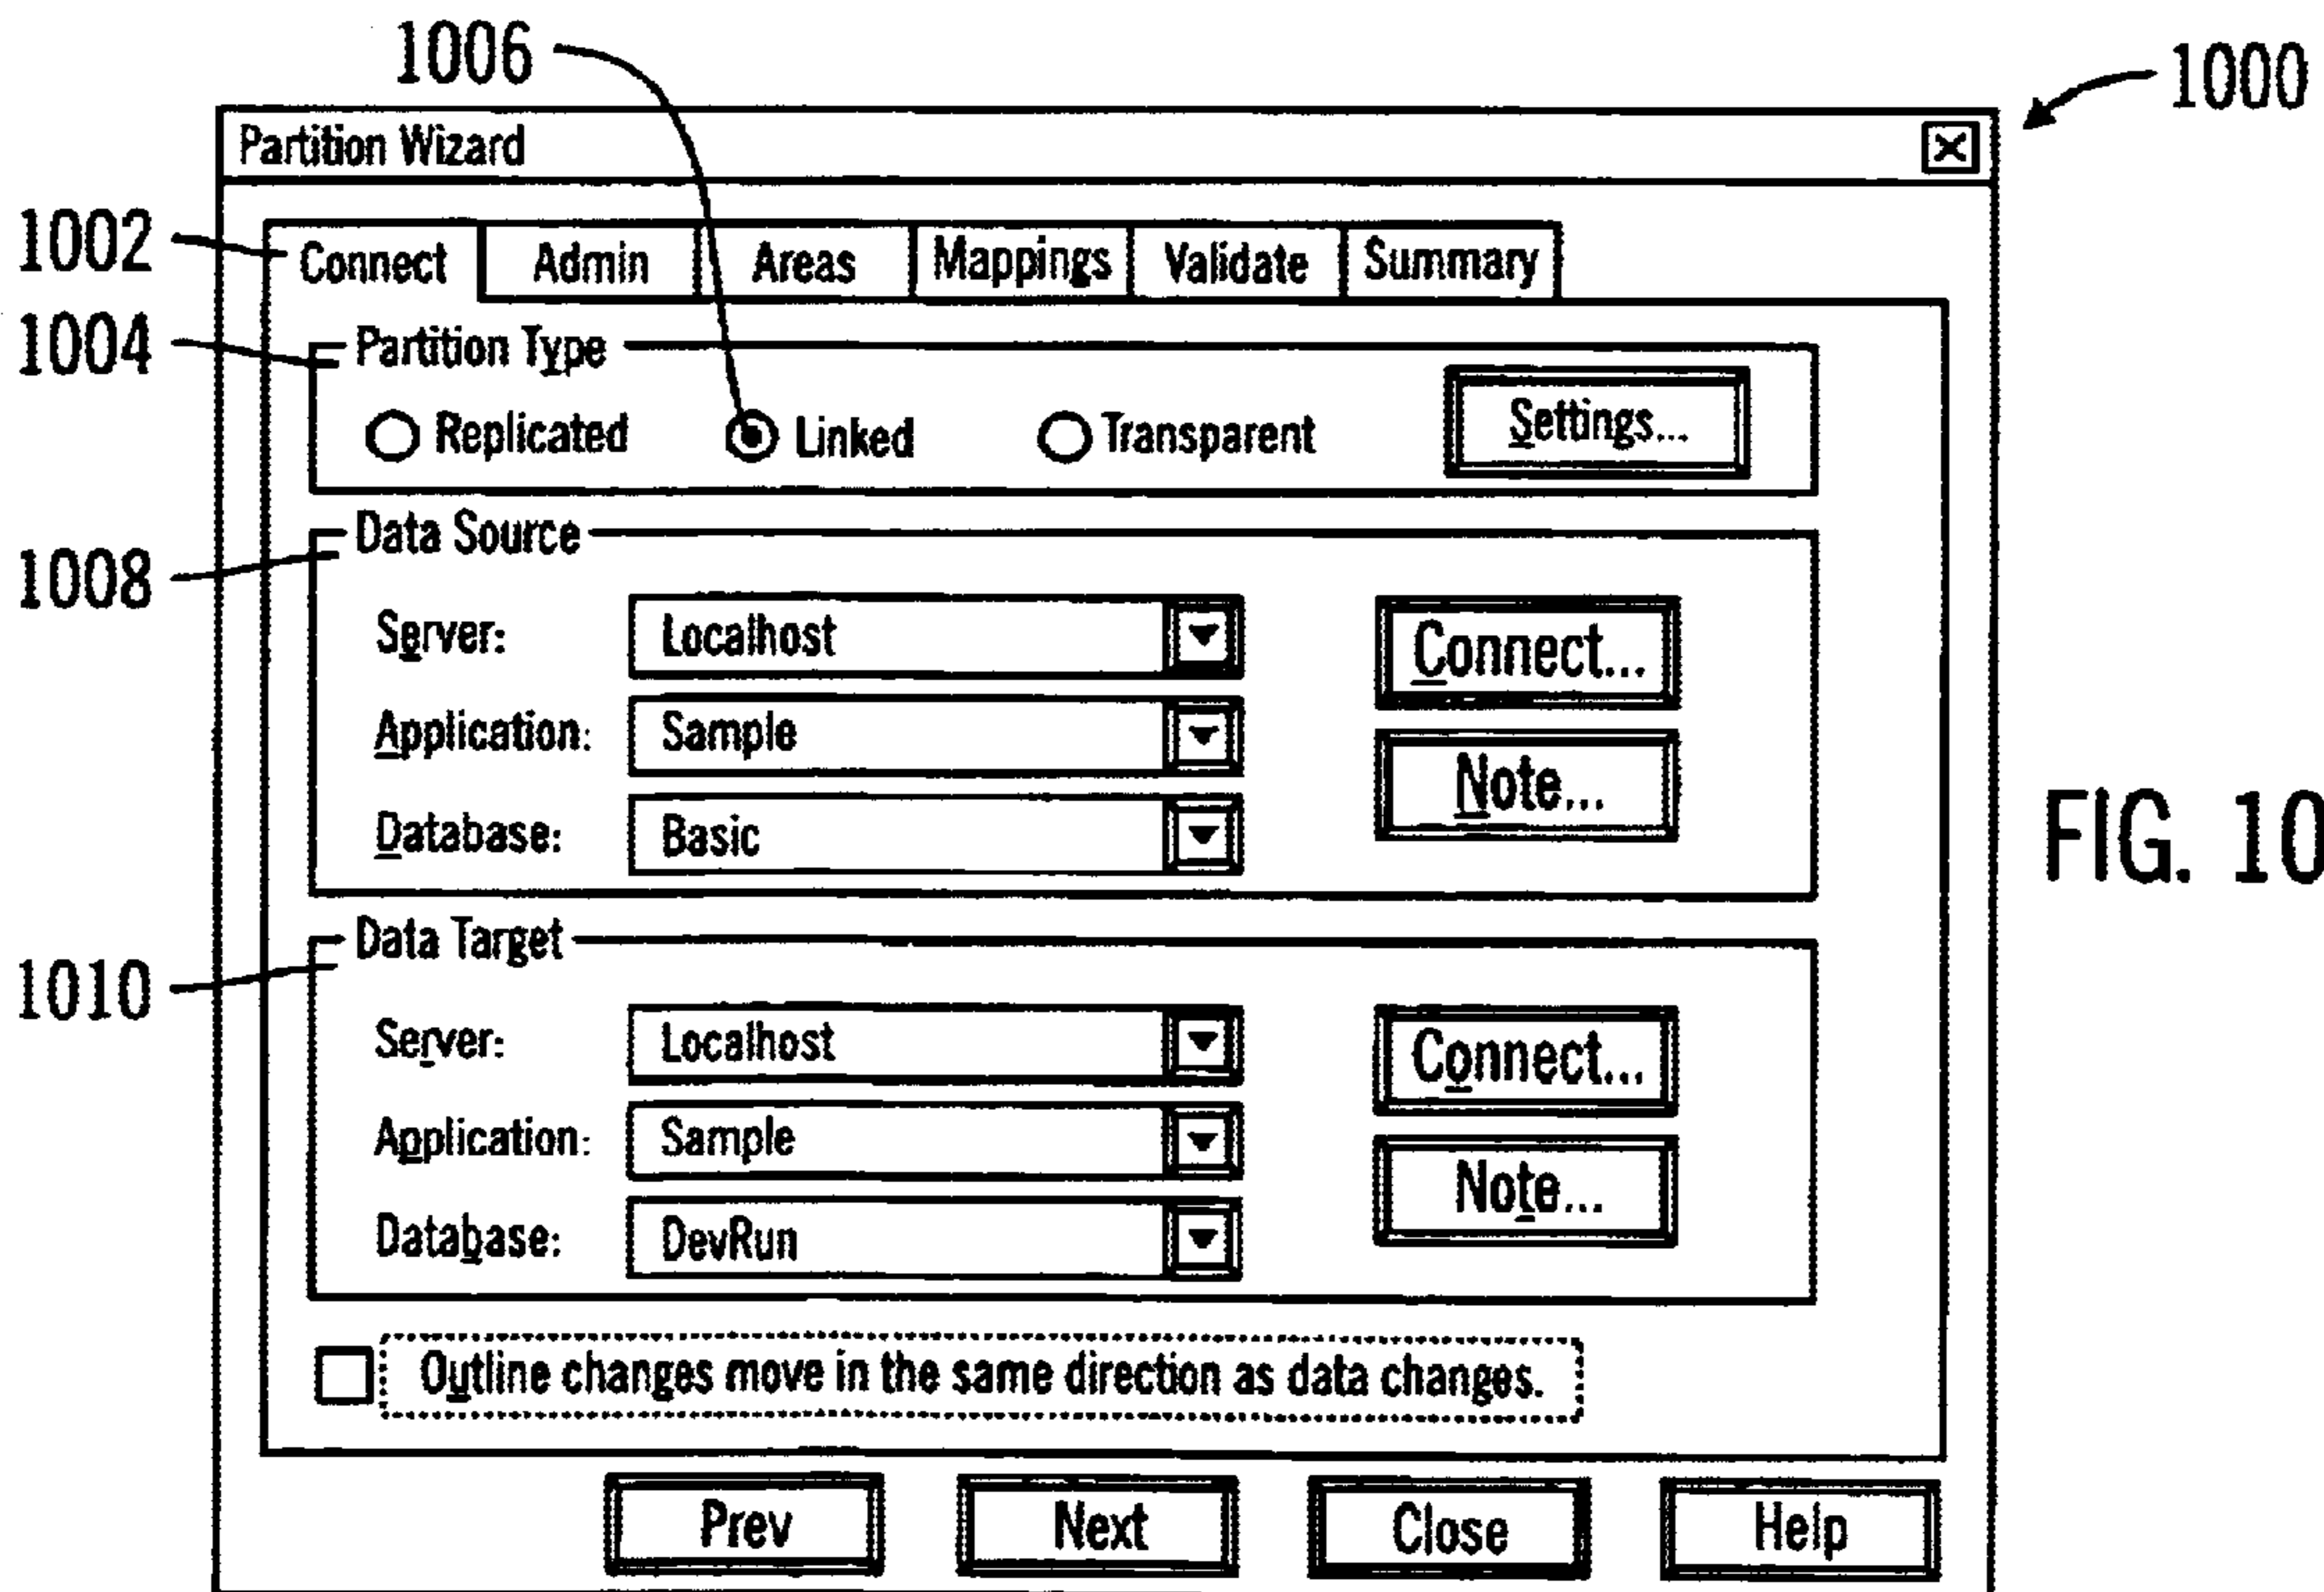 1006
1000
Partition Wizard
1002
Connect Admin Areas Mappings Validate Summary
1004
Partition Type
Replicated Linked Transparent Settings...
Data Source
1008
Server: Localhost Connect...
Application: Sample
Note...
Database: Basic
FIG. 10
Data Target
1010
Server: Localhost Connect...
Application: Sample
Note...
Database: DevRun
Outline changes move in the same direction as data changes.
Prev Next Close Help